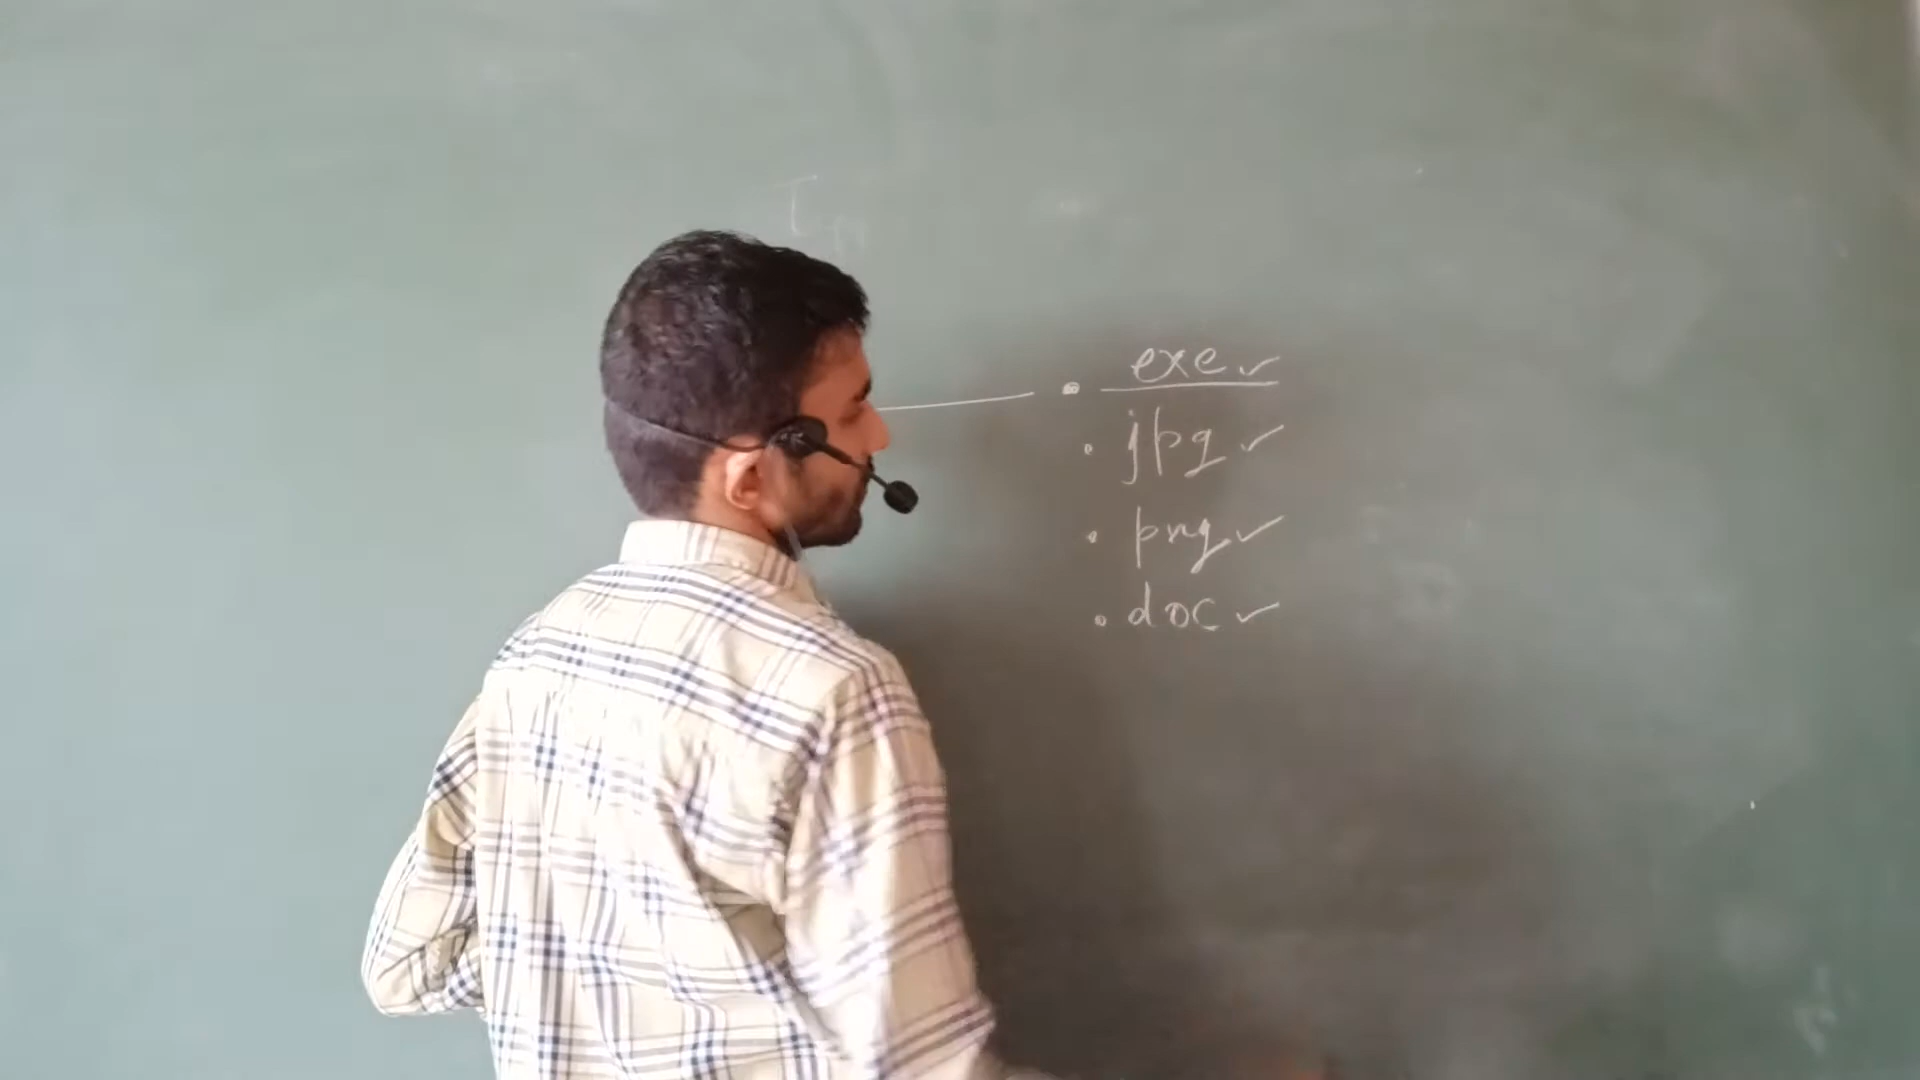 . exe ✓
. jpg ✓
. png ✓
. doc ✓